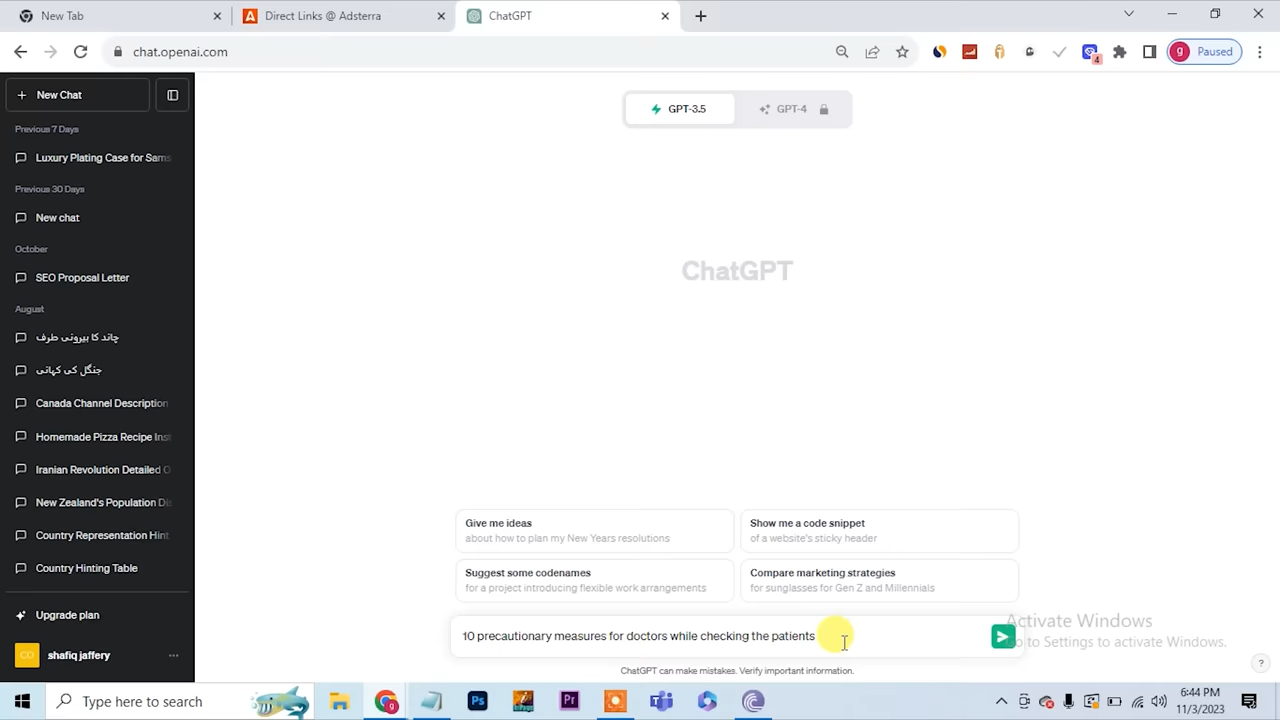 New Tab
Direct Links @ Adsterra
ChatGPT
chat.openai.com
4
g Paused
New Chat
Previous 7 Days
Luxury Plating Case for Sams
Previous 30 Days
New chat
October
SEO Proposal Letter
August
چاند کا بیرونی طرف
جنگل کی کہانی
Canada Channel Description
Homemade Pizza Recipe Inst
Iranian Revolution Detailed O
New Zealand's Population Dis
Country Representation Hint
Country Hinting Table
Upgrade plan
CO shafiq jaffery
GPT-3.5
GPT-4
ChatGPT
Give me ideas
about how to plan my New Years resolutions
Show me a code snippet
of a website's sticky header
Suggest some codenames
for a project introducing flexible work arrangements
Compare marketing strategies
for sunglasses for Gen Z and Millennials
10 precautionary measures for doctors while checking the patients
ChatGPT can make mistakes. Verify important information.
Activate Windows
Go to Settings to activate Windows.
?
Type here to search
Ps
Pr
6:44 PM
11/3/2023